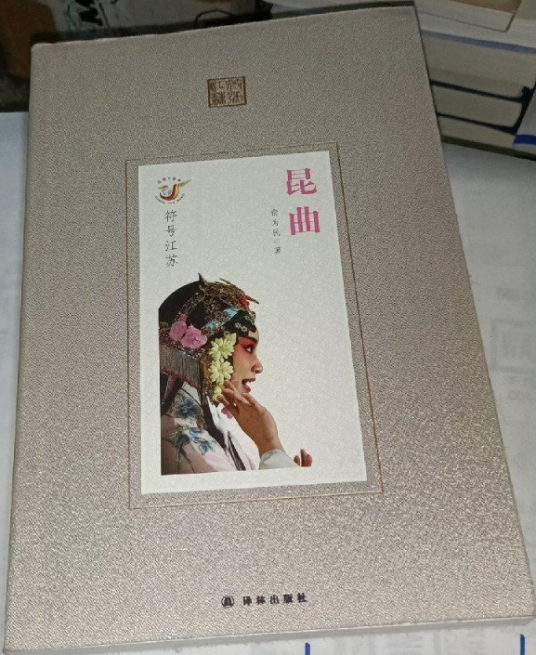 昆曲
俞为民 著
符号江苏
译林出版社